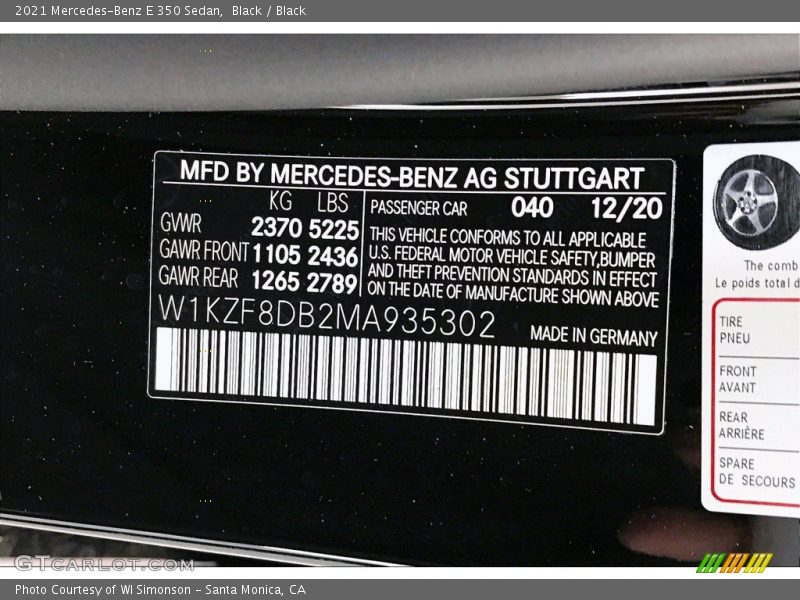 2021 Mercedes-Benz E 350 Sedan, Black / Black
MFD BY MERCEDES-BENZ AG STUTTGART
KG LBS
GVWR 2370 5225
GAWR FRONT 1105 2436
GAWR REAR 1265 2789
PASSENGER CAR 040 12/20
THIS VEHICLE CONFORMS TO ALL APPLICABLE
U.S. FEDERAL MOTOR VEHICLE SAFETY,BUMPER
AND THEFT PREVENTION STANDARDS IN EFFECT
ON THE DATE OF MANUFACTURE SHOWN ABOVE
W1KZF8DB2MA935302
MADE IN GERMANY
The comb
Le poids total d
TIRE
PNEU
FRONT
AVANT
REAR
ARRIÈRE
SPARE
DE SECOURS
GTCARLOT.COM
Photo Courtesy of WI Simonson - Santa Monica, CA